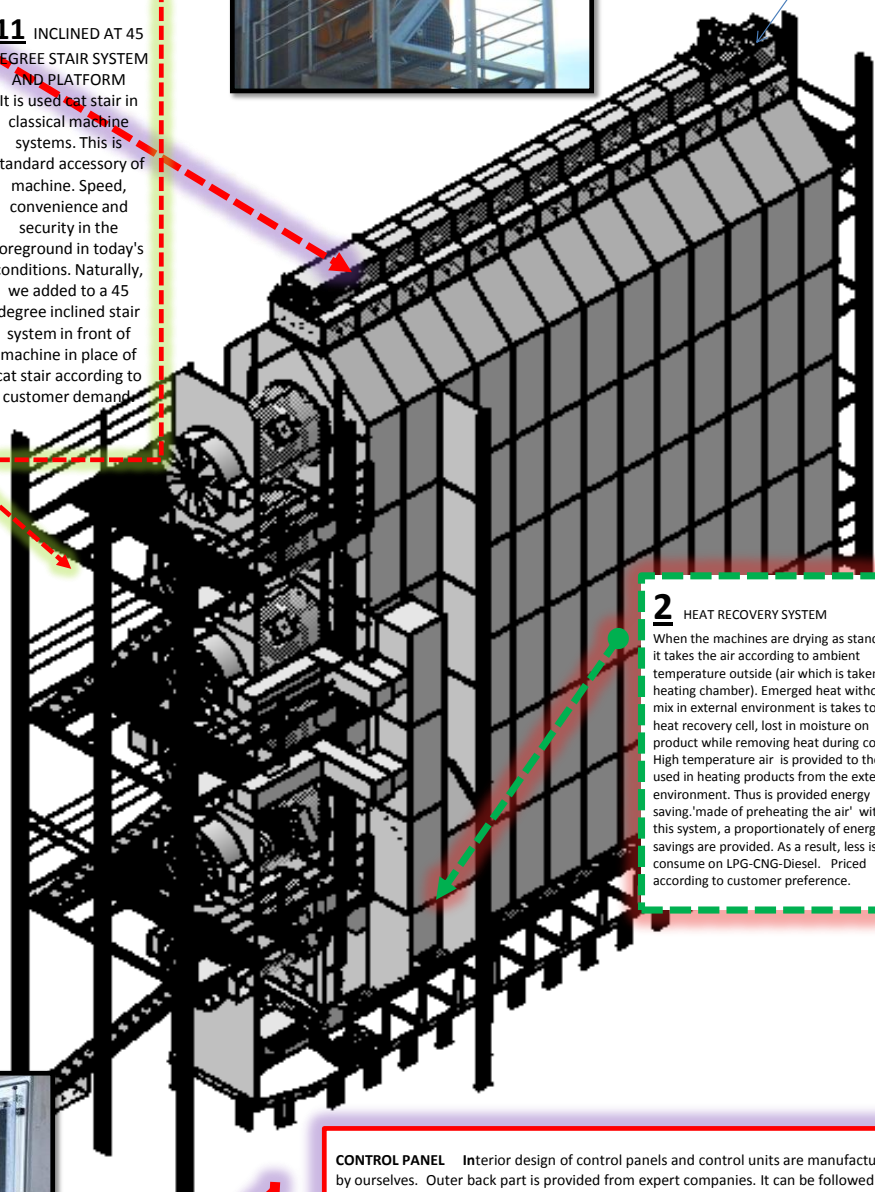 11 INCLINED AT 45
DEGREE STAIR SYSTEM
AND PLATFORM
It is used cat stair in
classical machine
systems. This is
standard accessory of
machine. Speed,
convenience and
security in the
foreground in today's
conditions. Naturally,
we added to a 45
degree inclined stair
system in front of
machine in place of
cat stair according to
customer demand.
2 HEAT RECOVERY SYSTEM
When the machines are drying as stand
it takes the air according to ambient
temperature outside (air which is taken
heating chamber). Emerged heat witho
mix in external environment is takes to
heat recovery cell, lost in moisture on
product while removing heat during co
High temperature air is provided to the
used in heating products from the exte
environment. Thus is provided energy
saving.'made of preheating the air' wit
this system, a proportionately of energ
savings are provided. As a result, less is
consume on LPG-CNG-Diesel. Priced
according to customer preference.
CONTROL PANEL Interior design of control panels and control units are manufactu
by ourselves. Outer back part is provided from expert companies. It can be followed